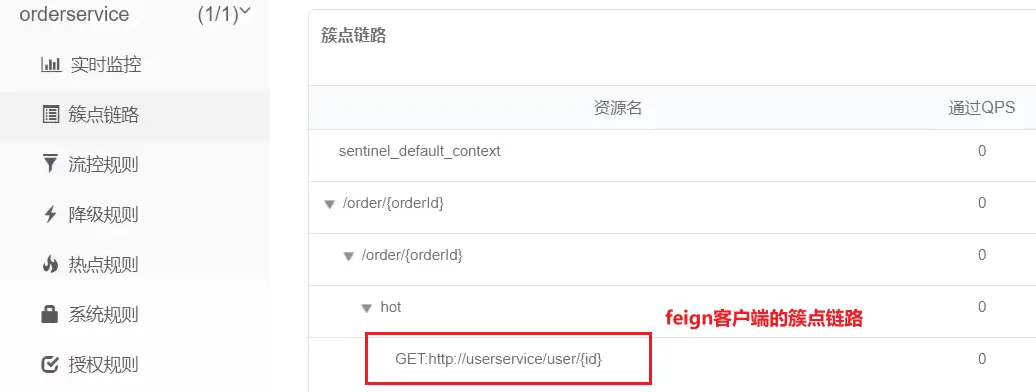 orderservice (1/1)
实时监控
簇点链路
流控规则
降级规则
热点规则
系统规则
授权规则
簇点链路
资源名 通过QPS
sentinel_default_context 0
/order/{orderId} 0
/order/{orderId} 0
hot 0
feign客户端的簇点链路
GET:http://userservice/user/{id} 0